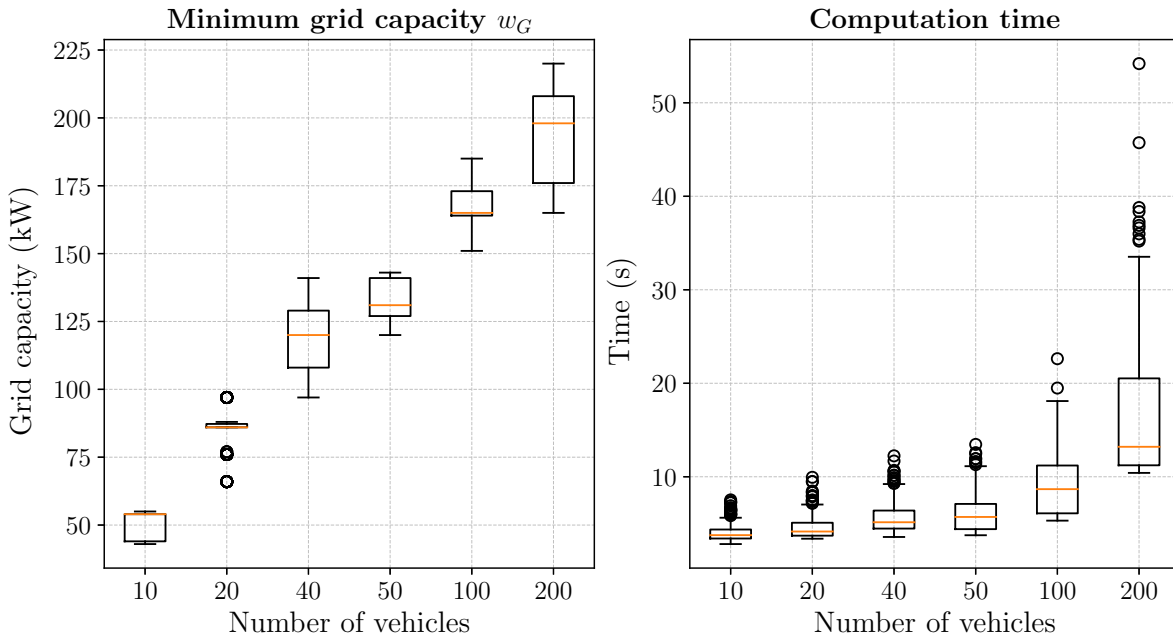 Minimum grid capacity w_G
Grid capacity (kW)
225
200
175
150
125
100
75
50
10 20 40 50 100 200
Number of vehicles
Computation time
Time (s)
50
40
30
20
10
10 20 40 50 100 200
Number of vehicles